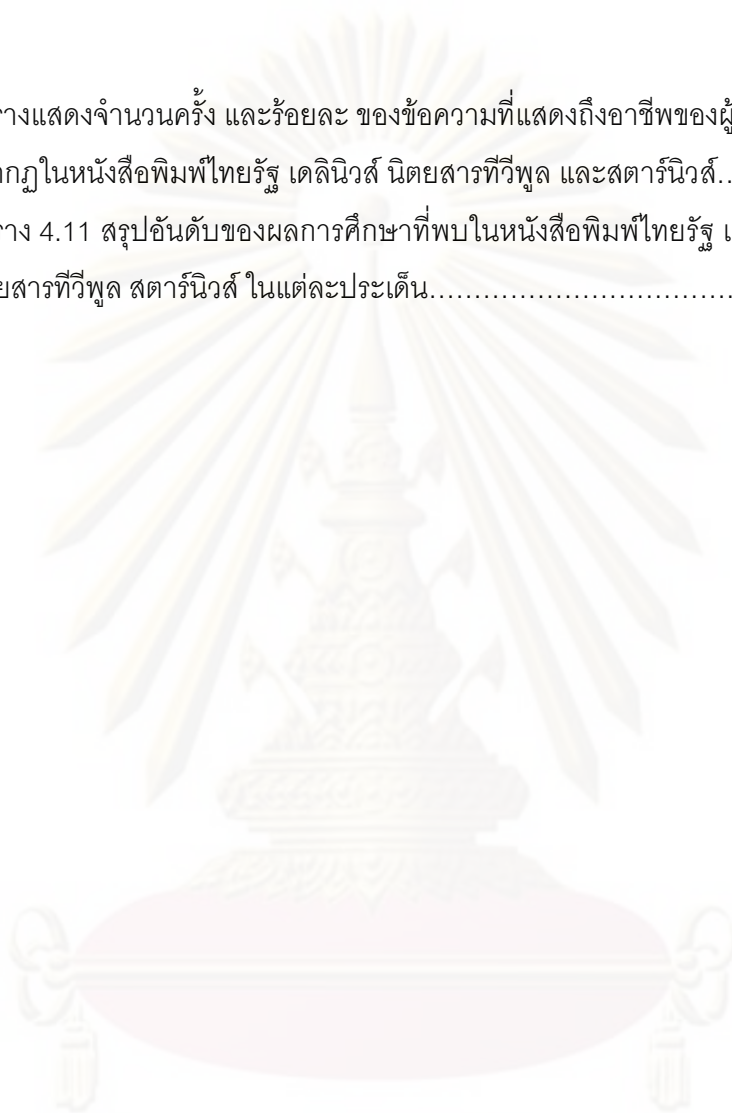 างแสดงจำนวนครั้ง และร้อยละ ของข้อความที่แสดงถึงอาชีพของผู้
กฏในหนังสือพิมพ์ไทยรัฐ เดลินิวส์ นิตยสารทีวีพูล และสตาร์นิวส์..
าง 4.11 สรุปอันดับของผลการศึกษาที่พบในหนังสือพิมพ์ไทยรัฐ เ
ยสารทีวีพูล สตาร์นิวส์ ในแต่ละประเด็น..................................